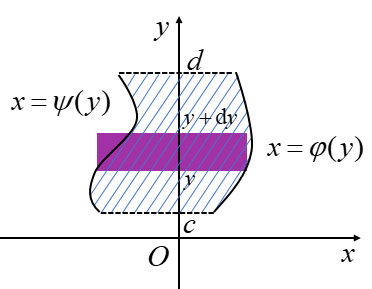 y
d
x = ψ(y)
y + dy
x = φ(y)
y
c
O
x